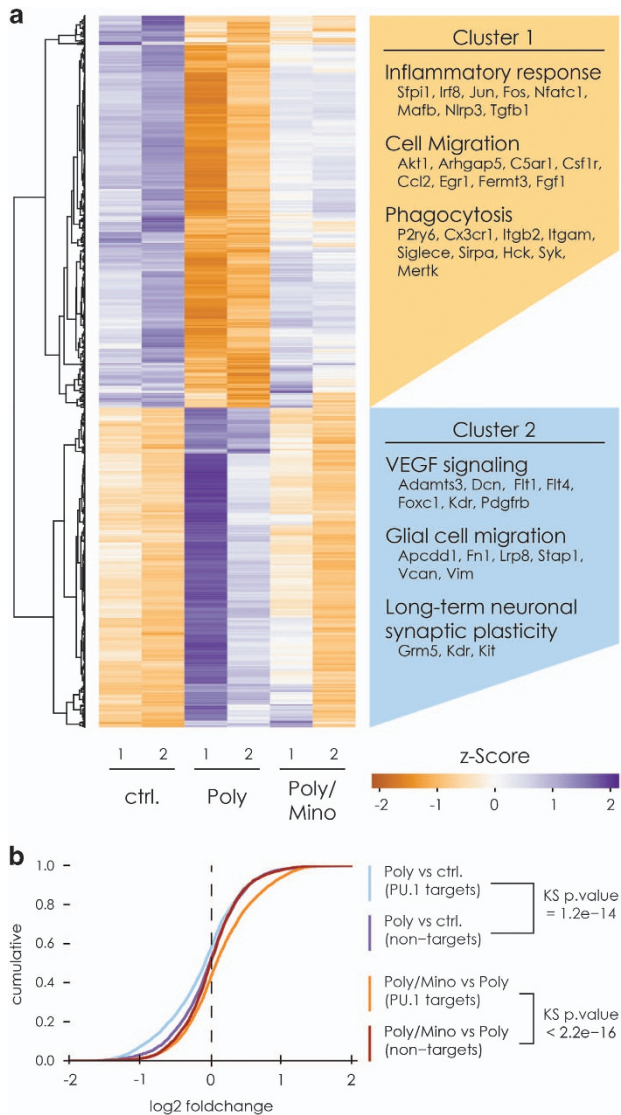 a
Cluster 1
Inflammatory response
Sfpi1, Irf8, Jun, Fos, Nfatc1,
Mafb, Nlrp3, Tgfb1
Cell Migration
Akt1, Arhgap5, C5ar1, Csf1r,
Ccl2, Egr1, Fermt3, Fgf1
Phagocytosis
P2ry6, Cx3cr1, Itgb2, Itgam,
Siglece, Sirpa, Hck, Syk,
Mertk
Cluster 2
VEGF signaling
Adamts3, Dcn, Flt1, Flt4,
Foxc1, Kdr, Pdgfrb
Glial cell migration
Apcdd1, Fn1, Lrp8, Stap1,
Vcan, Vim
Long-term neuronal
synaptic plasticity
Grm5, Kdr, Kit
1 2 1 2 1 2
ctrl. Poly Poly/
Mino
z-Score
-2 -1 0 1 2
b
cumulative
1.0
0.8
0.6
0.4
0.2
0.0
-2 -1 0 1 2
log2 foldchange
Poly vs ctrl.
(PU.1 targets)
Poly vs ctrl.
(non-targets)
KS p.value
= 1.2e−14
Poly/Mino vs Poly
(PU.1 targets)
Poly/Mino vs Poly
(non-targets)
KS p.value
< 2.2e−16